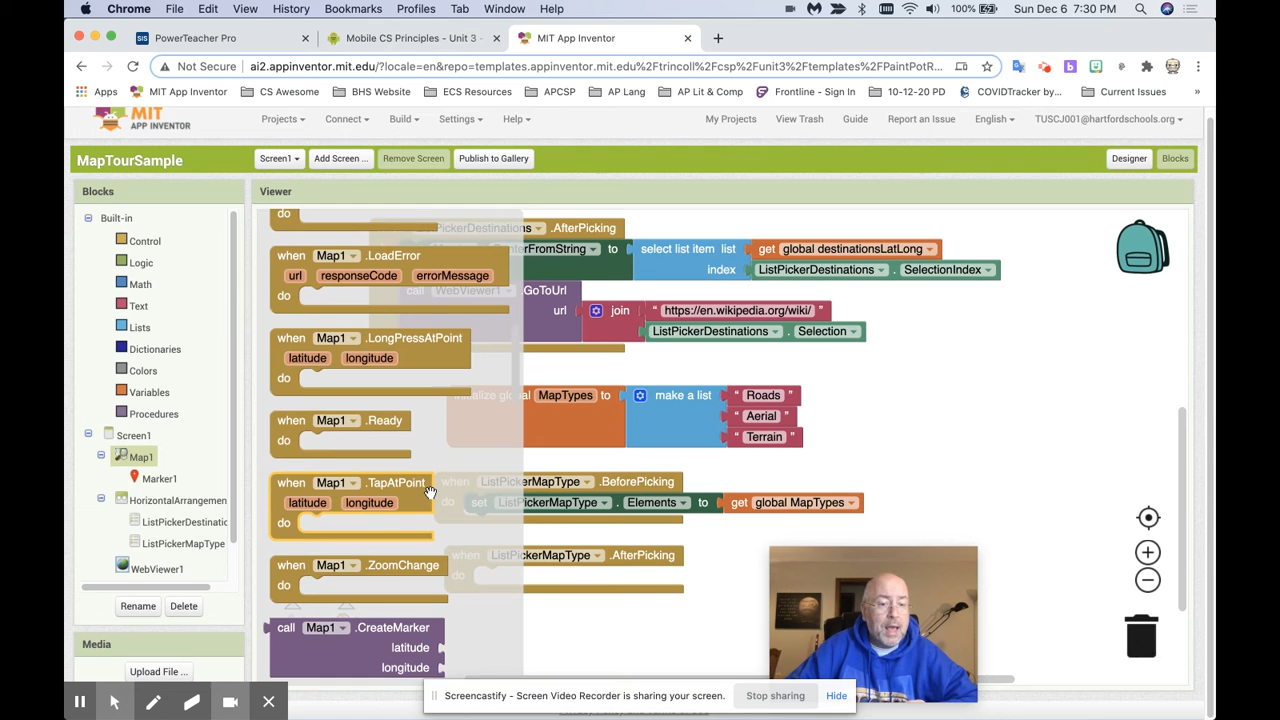 Chrome File Edit View History Bookmarks Profiles Tab Window Help 100% Sun Dec 6 7:30 PM
SIS PowerTeacher Pro × Mobile CS Principles - Unit 3 - × MIT App Inventor × +
Not Secure ai2.appinventor.mit.edu/?locale=en&repo=templates.appinventor.mit.edu%2Ftrincoll%2Fcsp%2Funit3%2Ftemplates%2FPaintPotR...
Apps MIT App Inventor CS Awesome BHS Website ECS Resources APCSP AP Lang AP Lit & Comp Frontline - Sign In 10-12-20 PD COVIDTracker by... Current Issues »
MIT
APP INVENTOR
Projects Connect Build Settings Help My Projects View Trash Guide Report an Issue English TUSCJ001@hartfordschools.org
MapTourSample Screen1 Add Screen ... Remove Screen Publish to Gallery Designer Blocks
Blocks Viewer
Built-in
Control
Logic
Math
Text
Lists
Dictionaries
Colors
Variables
Procedures
Screen1
Map1
Marker1
HorizontalArrangemen
ListPickerDestinatic
ListPickerMapType
WebViewer1
Rename Delete
Media
Upload File ...
do
when Map1 .LoadError
url responseCode errorMessage
do
when Map1 .LongPressAtPoint
latitude longitude
do
when Map1 .Ready
do
when Map1 .TapAtPoint
latitude longitude
do
when Map1 .ZoomChange
do
call Map1 .CreateMarker
latitude
longitude
ListPickerDestinations .AfterPicking
enterFromString to select list item list get global destinationsLatLong
index ListPickerDestinations . SelectionIndex
call WebViewer1 .GoToUrl
url join " https://en.wikipedia.org/wiki/ "
ListPickerDestinations . Selection
initialize global MapTypes to make a list " Roads "
" Aerial "
" Terrain "
when ListPickerMapType .BeforePicking
do set ListPickerMapType . Elements to get global MapTypes
when ListPickerMapType .AfterPicking
do
Screencastify - Screen Video Recorder is sharing your screen. Stop sharing Hide